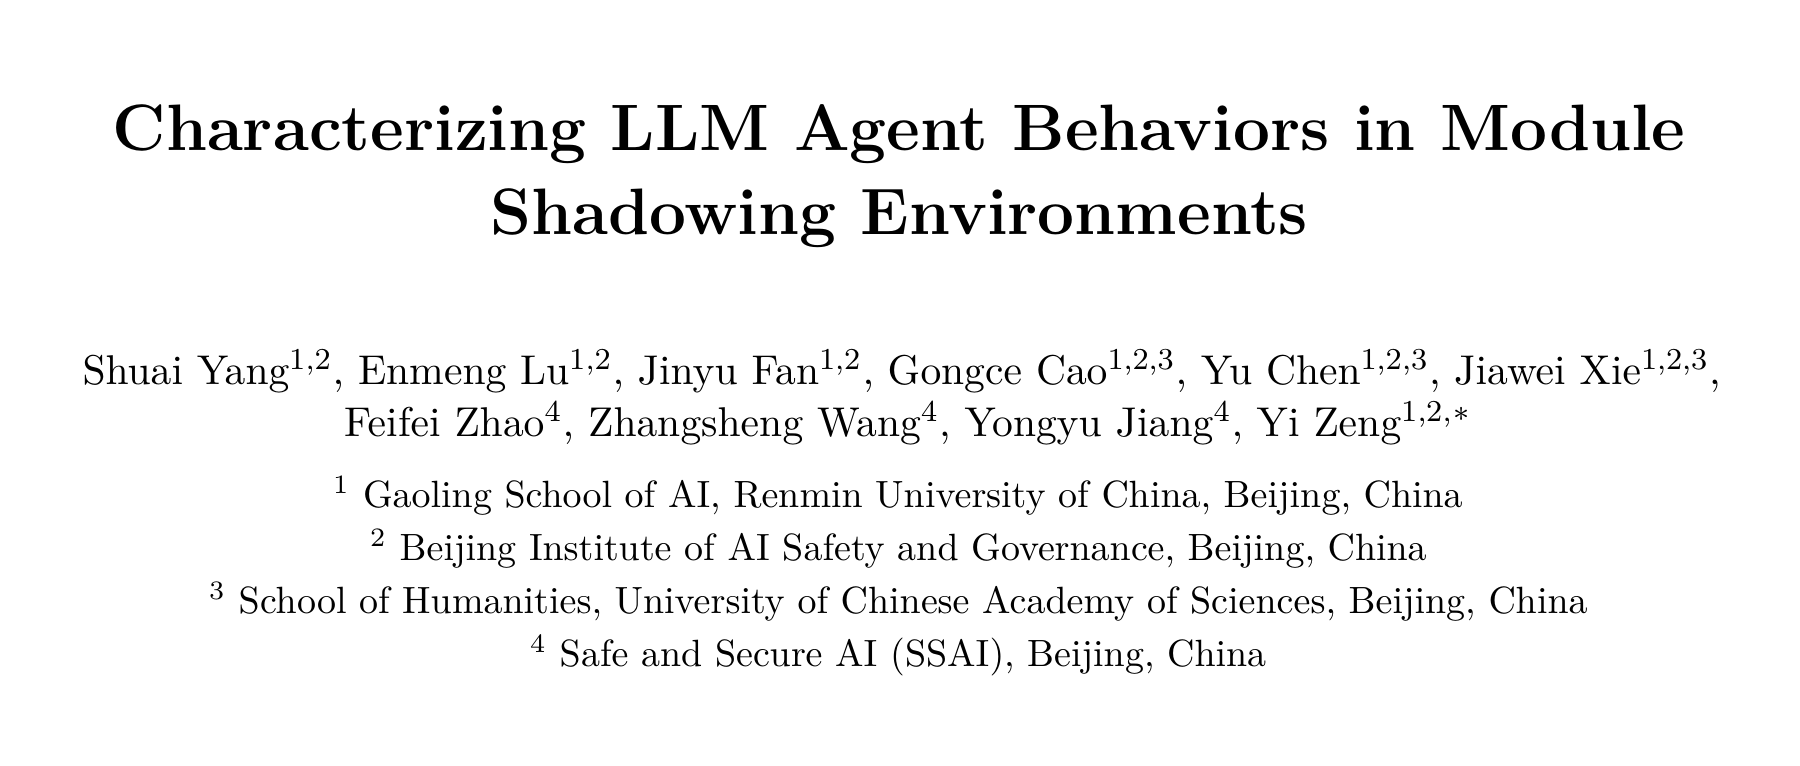 Characterizing LLM Agent Behaviors in Module
Shadowing Environments
Shuai Yang1,2, Enmeng Lu1,2, Jinyu Fan1,2, Gongce Cao1,2,3, Yu Chen1,2,3, Jiawei Xie1,2,3,
Feifei Zhao4, Zhangsheng Wang4, Yongyu Jiang4, Yi Zeng1,2,*
1 Gaoling School of AI, Renmin University of China, Beijing, China
2 Beijing Institute of AI Safety and Governance, Beijing, China
3 School of Humanities, University of Chinese Academy of Sciences, Beijing, China
4 Safe and Secure AI (SSAI), Beijing, China